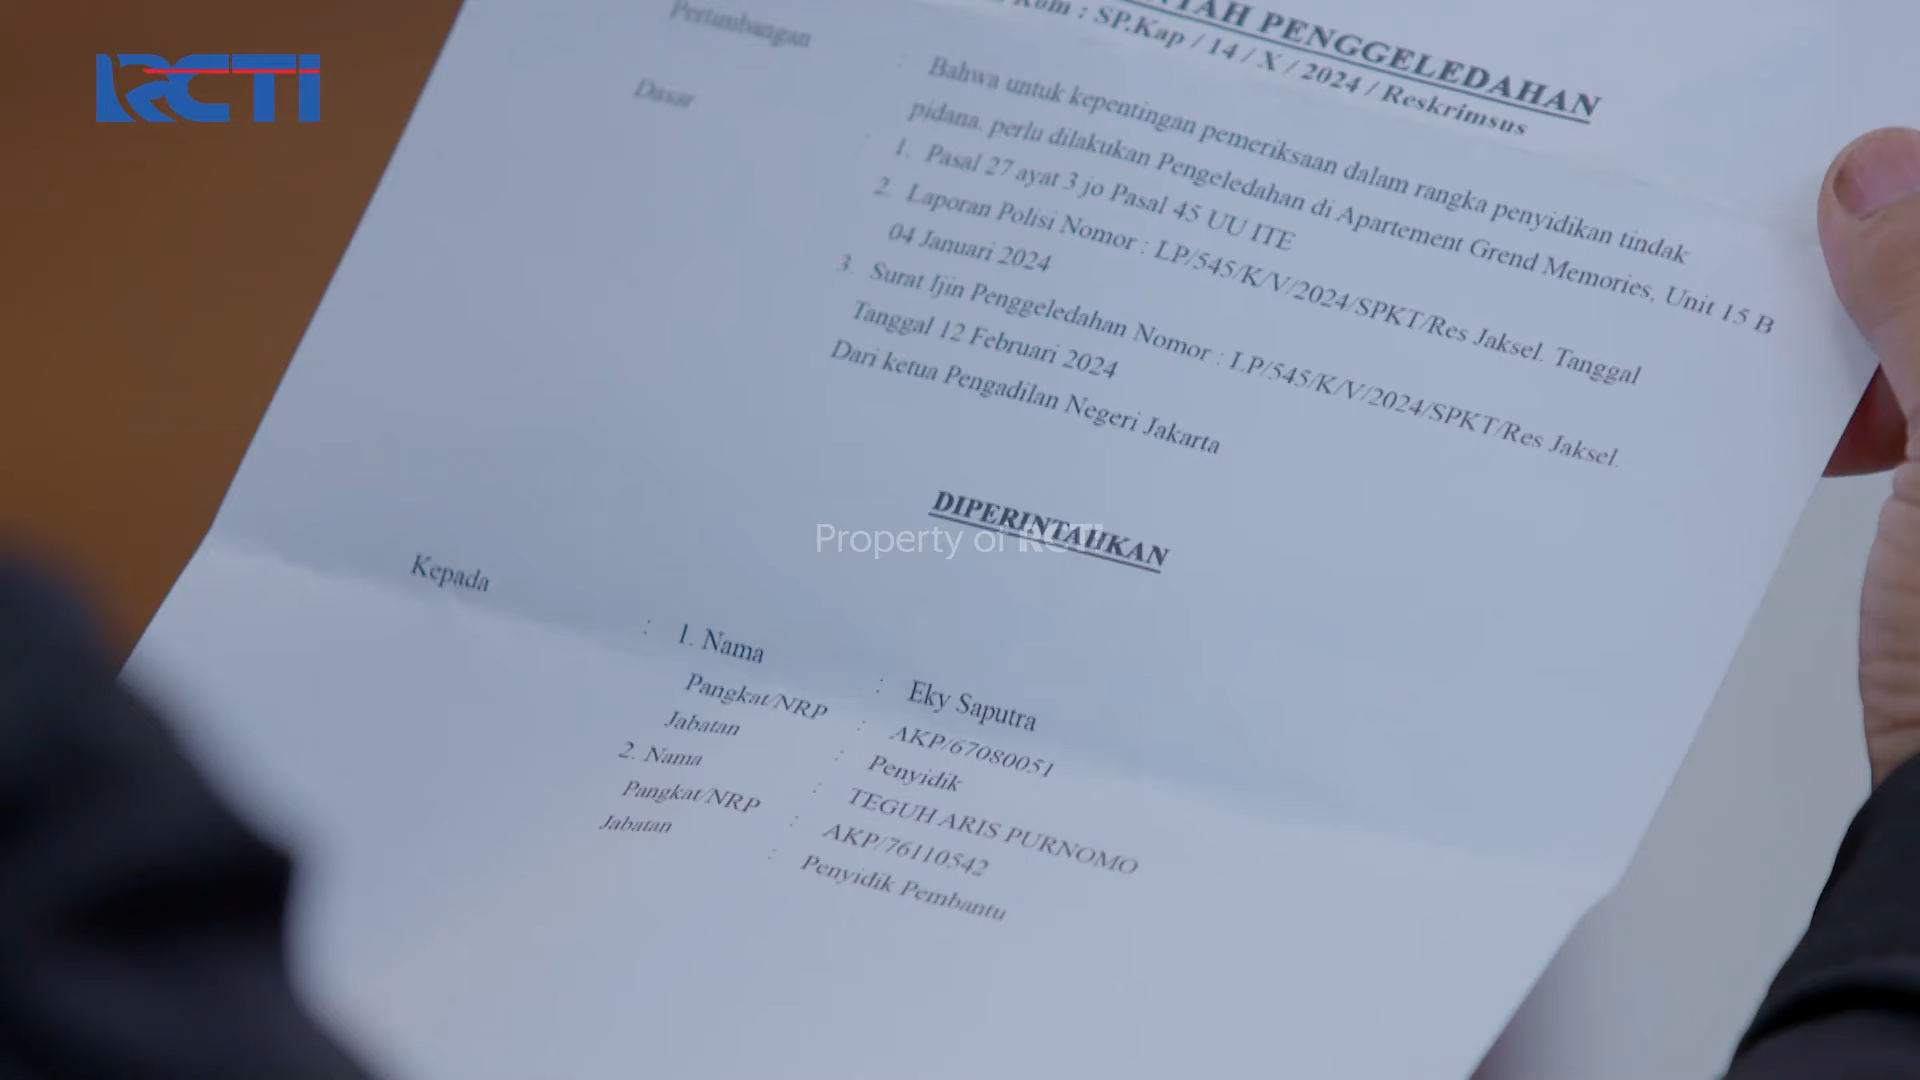 RCTI
PENGGELEDAHAN
: SP.Kap / 14 / X / 2024 / Reskrimsus
Pertimbangan : Bahwa untuk kepentingan pemeriksaan dalam rangka penyidikan tindak
pidana, perlu dilakukan Pengeledahan di Apartement Grend Memories, Unit 15 B
Dasar : 1. Pasal 27 ayat 3 jo Pasal 45 UU ITE
2. Laporan Polisi Nomor : LP/545/K/V/2024/SPKT/Res Jaksel. Tanggal
04 Januari 2024
3. Surat Ijin Penggeledahan Nomor : LP/545/K/V/2024/SPKT/Res Jaksel.
Tanggal 12 Februari 2024
Dari ketua Pengadilan Negeri Jakarta
DIPERINTAHKAN
Property of RCTI
Kepada : 1. Nama : Eky Saputra
Pangkat/NRP : AKP/67080051
Jabatan : Penyidik
2. Nama : TEGUH ARIS PURNOMO
Pangkat/NRP : AKP/76110542
Jabatan : Penyidik Pembantu